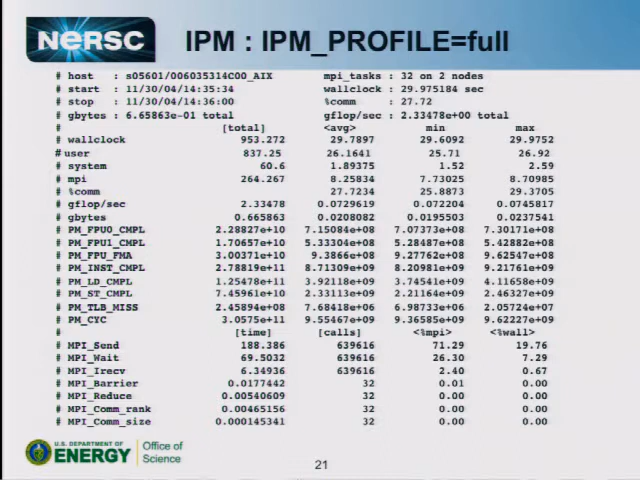 NERSC
IPM : IPM_PROFILE=full
# host : s05601/006035314C00_AIX mpi_tasks : 32 on 2 nodes
# start : 11/30/04/14:35:34 wallclock : 29.975184 sec
# stop : 11/30/04/14:36:00 %comm : 27.72
# gbytes : 6.65863e-01 total gflop/sec : 2.33478e+00 total
# [total] <avg> min max
# wallclock 953.272 29.7897 29.6092 29.9752
# user 837.25 26.1641 25.71 26.92
# system 60.6 1.89375 1.52 2.59
# mpi 264.267 8.25834 7.73025 8.70985
# %comm 27.7234 25.8873 29.3705
# gflop/sec 2.33478 0.0729619 0.072204 0.0745817
# gbytes 0.665863 0.0208082 0.0195503 0.0237541
# PM_FPU0_CMPL 2.28827e+10 7.15084e+08 7.07373e+08 7.30171e+08
# PM_FPU1_CMPL 1.70657e+10 5.33304e+08 5.28487e+08 5.42882e+08
# PM_FPU_FMA 3.00371e+10 9.3866e+08 9.27762e+08 9.62547e+08
# PM_INST_CMPL 2.78819e+11 8.71309e+09 8.20981e+09 9.21761e+09
# PM_LD_CMPL 1.25478e+11 3.92118e+09 3.74541e+09 4.11658e+09
# PM_ST_CMPL 7.45961e+10 2.33113e+09 2.21164e+09 2.46327e+09
# PM_TLB_MISS 2.45894e+08 7.68418e+06 6.98733e+06 2.05724e+07
# PM_CYC 3.0575e+11 9.55467e+09 9.36585e+09 9.62227e+09
# [time] [calls] <%mpi> <%wall>
# MPI_Send 188.386 639616 71.29 19.76
# MPI_Wait 69.5032 639616 26.30 7.29
# MPI_Irecv 6.34936 639616 2.40 0.67
# MPI_Barrier 0.0177442 32 0.01 0.00
# MPI_Reduce 0.00540609 32 0.00 0.00
# MPI_Comm_rank 0.00465156 32 0.00 0.00
# MPI_Comm_size 0.000145341 32 0.00 0.00
U.S. DEPARTMENT OF
ENERGY
Office of
Science
21